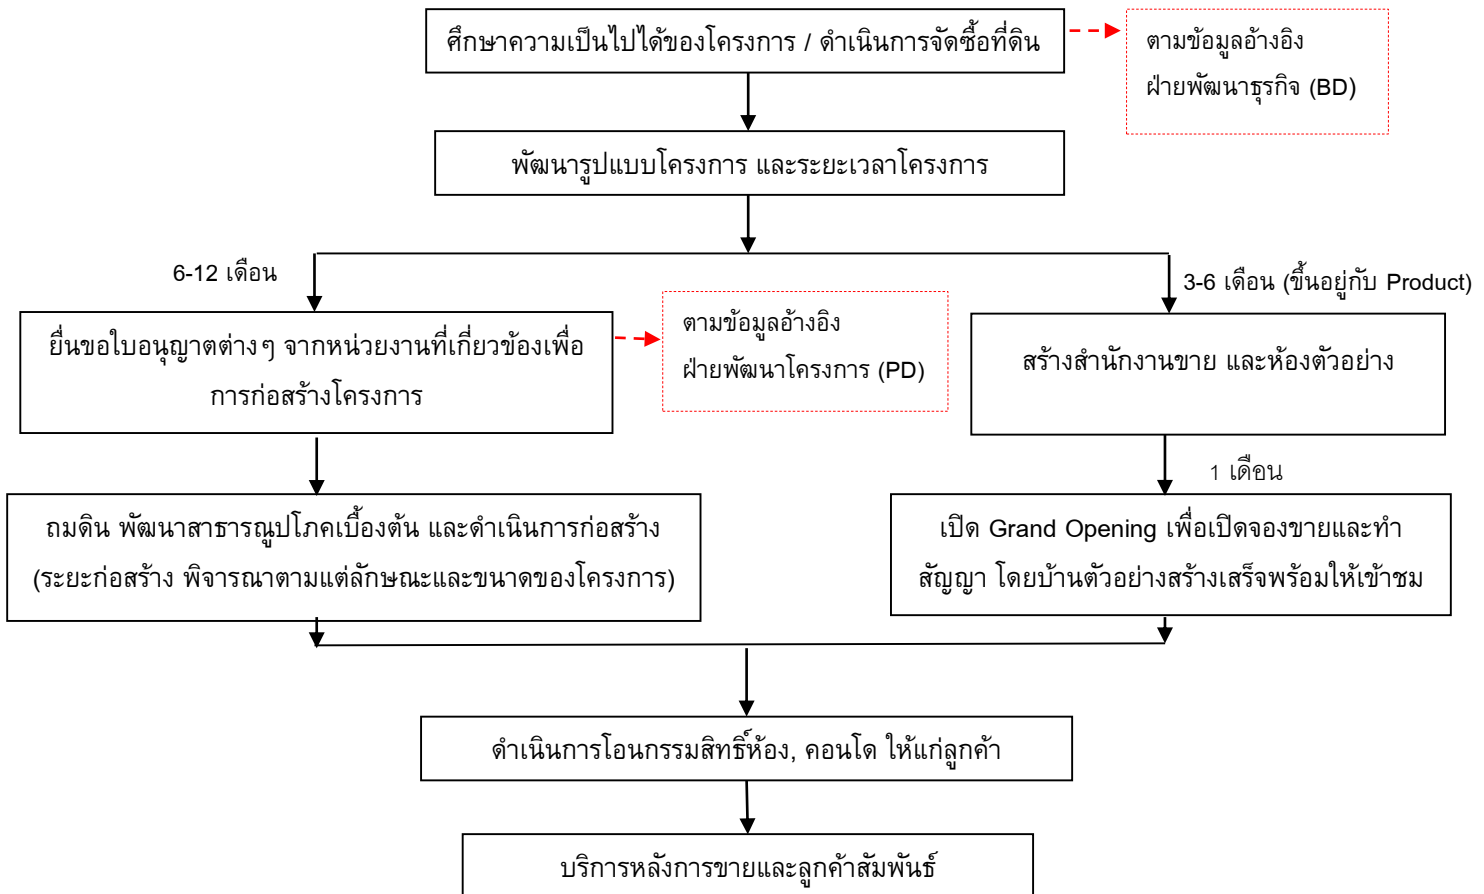 ศึกษาความเป็นไปได้ของโครงการ / ดำเนินการจัดซื้อที่ดิน
ตามข้อมูลอ้างอิง
ฝ่ายพัฒนาธุรกิจ (BD)
พัฒนารูปแบบโครงการ และระยะเวลาโครงการ
6-12 เดือน
3-6 เดือน (ขึ้นอยู่กับ Product)
ยื่นขอใบอนุญาตต่างๆ จากหน่วยงานที่เกี่ยวข้องเพื่อ
การก่อสร้างโครงการ
ตามข้อมูลอ้างอิง
ฝ่ายพัฒนาโครงการ (PD)
สร้างสำนักงานขาย และห้องตัวอย่าง
1 เดือน
ถมดิน พัฒนาสาธารณูปโภคเบื้องต้น และดำเนินการก่อสร้าง
(ระยะก่อสร้าง พิจารณาตามแต่ลักษณะและขนาดของโครงการ)
เปิด Grand Opening เพื่อเปิดจองขายและทำ
สัญญา โดยบ้านตัวอย่างสร้างเสร็จพร้อมให้เข้าชม
ดำเนินการโอนกรรมสิทธิ์ห้อง, คอนโด ให้แก่ลูกค้า
บริการหลังการขายและลูกค้าสัมพันธ์